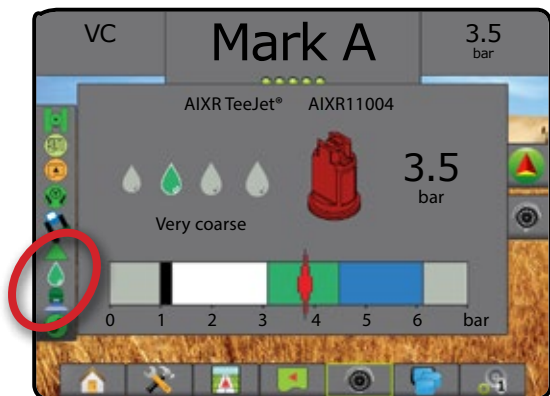 VC Mark A 3.5
bar
AIXR TeeJet® AIXR11004
3.5
bar
Very coarse
0 1 2 3 4 5 6 bar
1